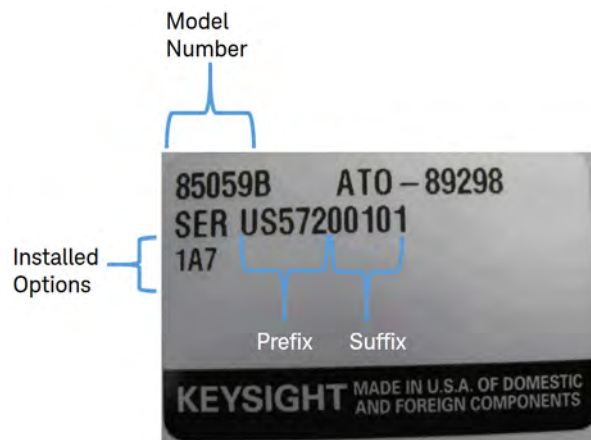 Model
Number
85059B ATO – 89298
SER US57200101
1A7
Installed
Options
Prefix Suffix
KEYSIGHT MADE IN U.S.A. OF DOMESTIC
AND FOREIGN COMPONENTS